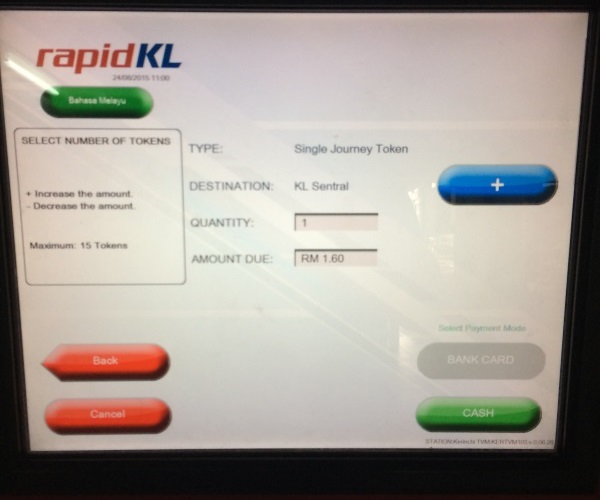 rapidKL
24/08/2015 11:00
Bahasa Melayu
SELECT NUMBER OF TOKENS
+ Increase the amount.
- Decrease the amount.
Maximum: 15 Tokens
TYPE: Single Journey Token
DESTINATION: KL Sentral
QUANTITY: 1
AMOUNT DUE: RM 1.60
+
Select Payment Mode
BANK CARD
CASH
Back
Cancel